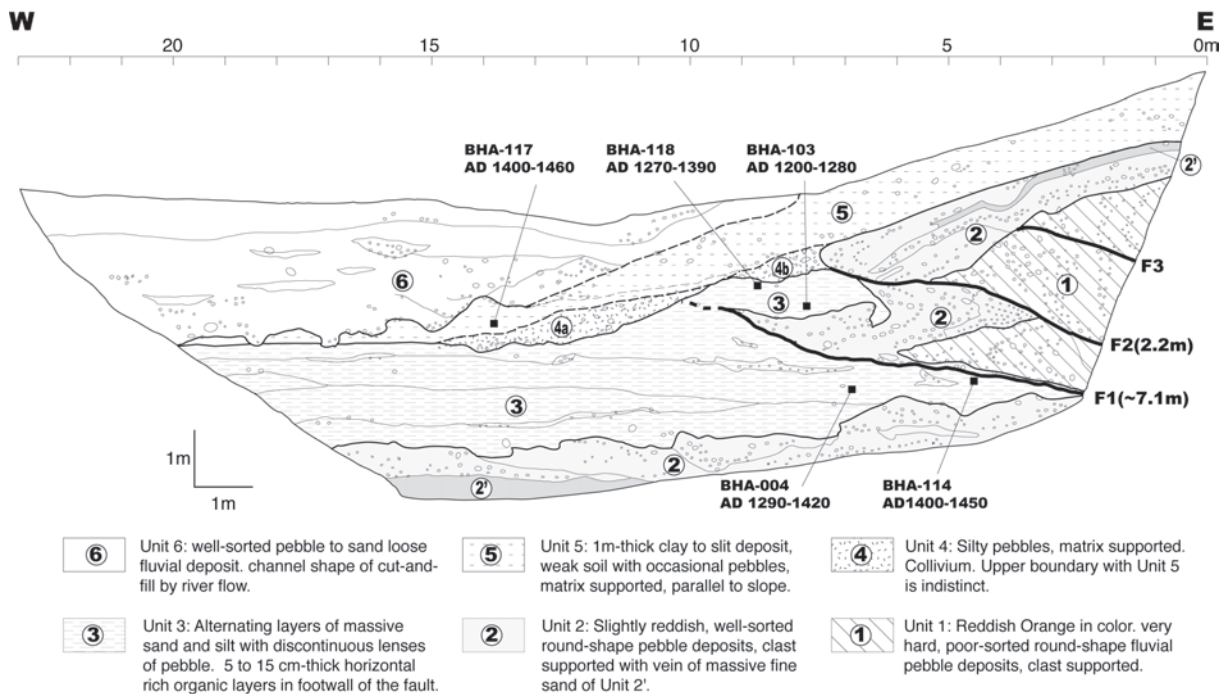 W E
20 15 10 5 0m
BHA-117 BHA-118 BHA-103
AD 1400-1460 AD 1270-1390 AD 1200-1280
2'
5
2
4b
F3
6
1
3
4a
2
F2(2.2m)
F1(~7.1m)
3
1m
1m
2
2'
BHA-004 BHA-114
AD 1290-1420 AD1400-1450
6
Unit 6: well-sorted pebble to sand loose
fluvial deposit. channel shape of cut-and-
fill by river flow.
5
Unit 5: 1m-thick clay to slit deposit,
weak soil with occasional pebbles,
matrix supported, parallel to slope.
4
Unit 4: Silty pebbles, matrix supported.
Collivium. Upper boundary with Unit 5
is indistinct.
3
Unit 3: Alternating layers of massive
sand and silt with discontinuous lenses
of pebble. 5 to 15 cm-thick horizontal
rich organic layers in footwall of the fault.
2
Unit 2: Slightly reddish, well-sorted
round-shape pebble deposits, clast
supported with vein of massive fine
sand of Unit 2'.
1
Unit 1: Reddish Orange in color. very
hard, poor-sorted round-shape fluvial
pebble deposits, clast supported.